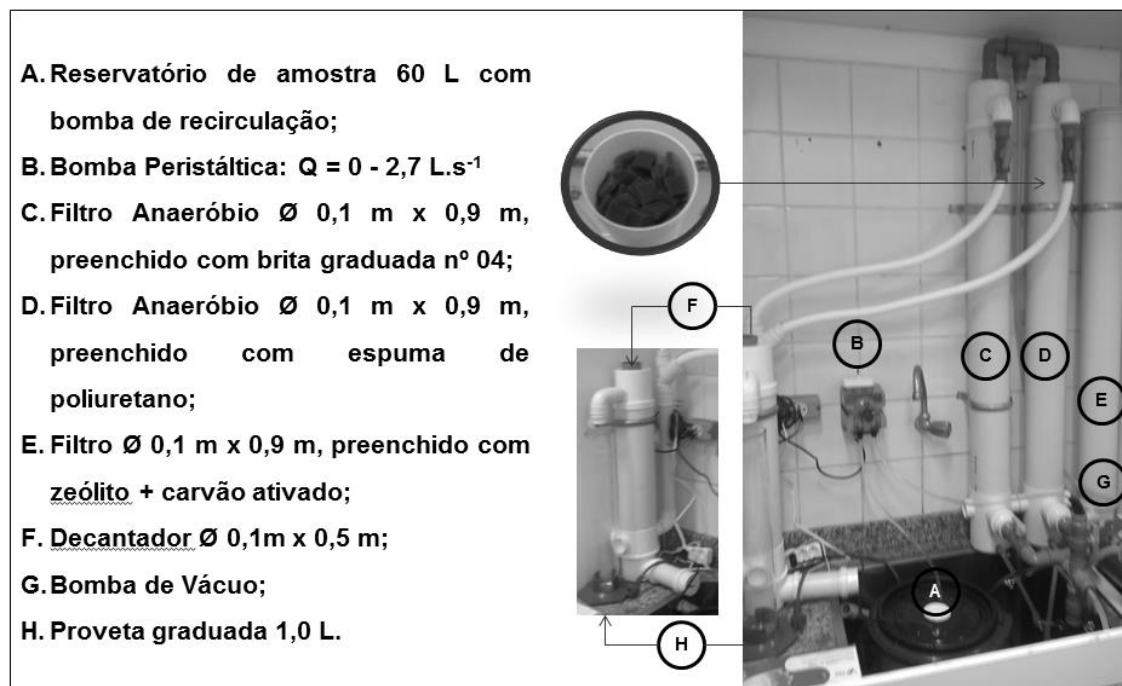 A. Reservatório de amostra 60 L com
bomba de recirculação;
B. Bomba Peristáltica: Q = 0 - 2,7 L.s-1
C. Filtro Anaeróbio Ø 0,1 m x 0,9 m,
preenchido com brita graduada nº 04;
D. Filtro Anaeróbio Ø 0,1 m x 0,9 m,
preenchido com espuma de
poliuretano;
E. Filtro Ø 0,1 m x 0,9 m, preenchido com
zeólito + carvão ativado;
F. Decantador Ø 0,1m x 0,5 m;
G. Bomba de Vácuo;
H. Proveta graduada 1,0 L.
F
B
C
D
E
G
A
H